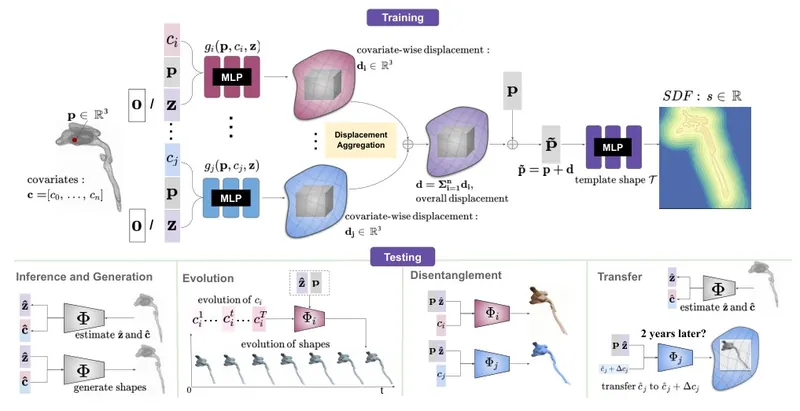 Training
c_i
p
0 / z
g_i(p, c_i, z)
MLP
covariate-wise displacement :
d_i ∈ ℝ³
p ∈ ℝ³
covariates :
c =[c_0, . . . , c_n]
c_j
p
0 / z
g_j(p, c_j, z)
MLP
covariate-wise displacement :
d_j ∈ ℝ³
Displacement
Aggregation
d = Σ_{i=1}^n d_i,
overall displacement
p
p̃
p̃ = p + d
MLP
template shape 𝒯
SDF : s ∈ ℝ
Testing
Inference and Generation
ẑ
ĉ
Φ
estimate ẑ and ĉ
ẑ
ĉ
Φ
generate shapes
Evolution
ẑ p
evolution of c_i
c_i^1 ··· c_i^t ··· c_i^T
Φ_i
evolution of shapes
0 t
Disentanglement
p ẑ
c_i
Φ_i
p ẑ
c_j
Φ_j
Transfer
ẑ
ĉ
Φ
estimate ẑ and ĉ
2 years later?
p ẑ
ĉ_j + Δc_j
Φ_j
transfer ĉ_j to ĉ_j + Δc_j